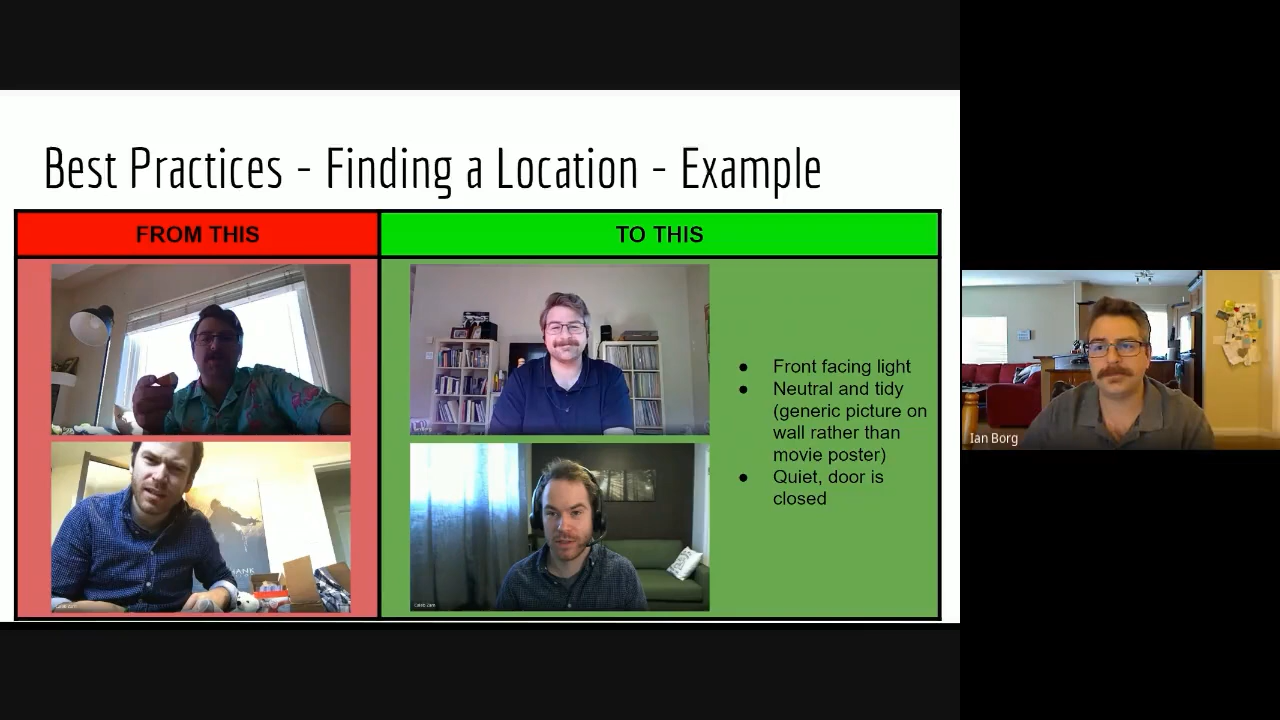 Best Practices - Finding a Location - Example
FROM THIS
TO THIS
● Front facing light
● Neutral and tidy
(generic picture on
wall rather than
movie poster)
● Quiet, door is
closed
Ian Borg